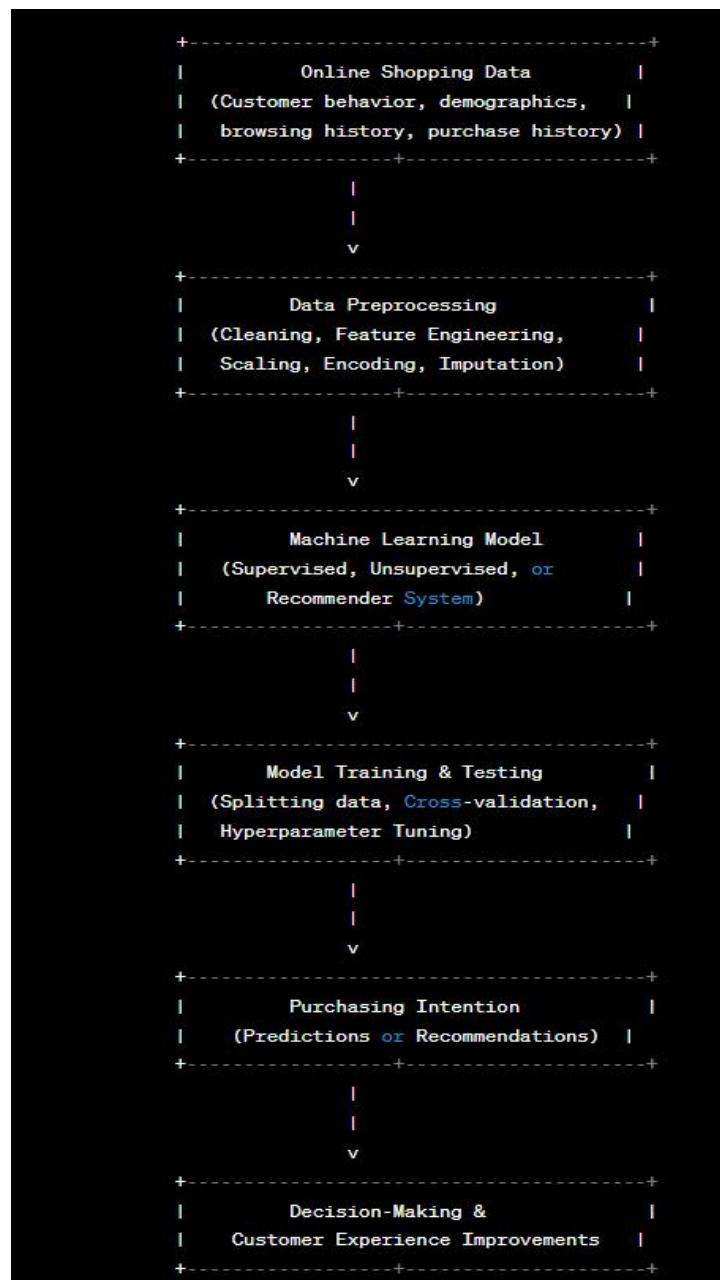 Online Shopping Data
(Customer behavior, demographics,
browsing history, purchase history)
v
Data Preprocessing
(Cleaning, Feature Engineering,
Scaling, Encoding, Imputation)
v
Machine Learning Model
(Supervised, Unsupervised, or
Recommender System)
v
Model Training & Testing
(Splitting data, Cross-validation,
Hyperparameter Tuning)
v
Purchasing Intention
(Predictions or Recommendations)
v
Decision-Making &
Customer Experience Improvements